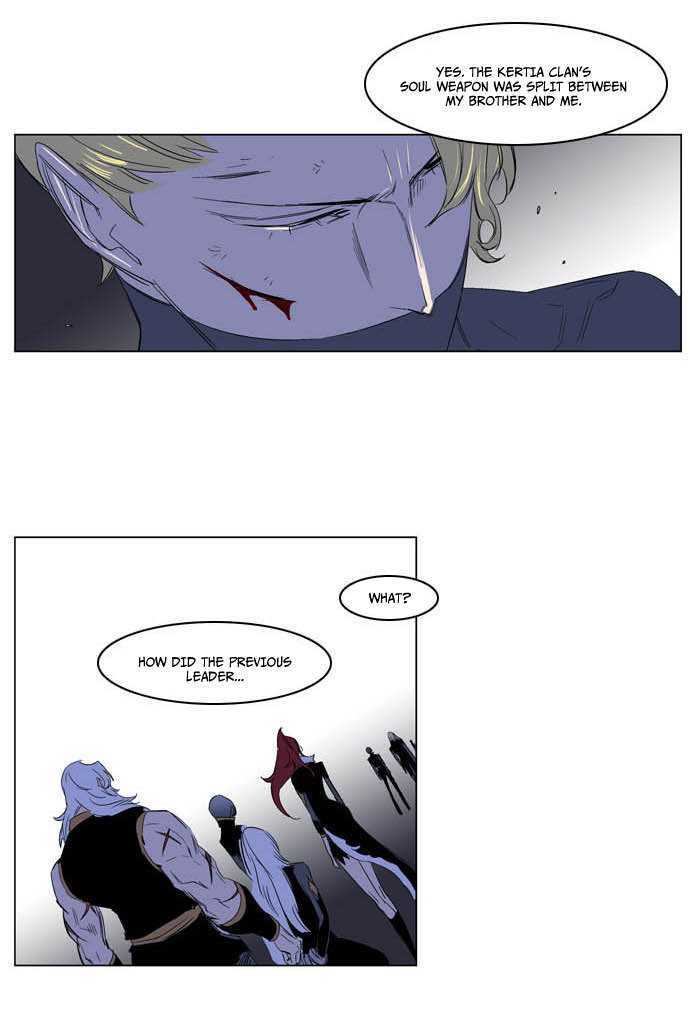 YES. THE KERTIA CLAN'S
SOUL WEAPON WAS SPLIT BETWEEN
MY BROTHER AND ME.
WHAT?
HOW DID THE PREVIOUS
LEADER...